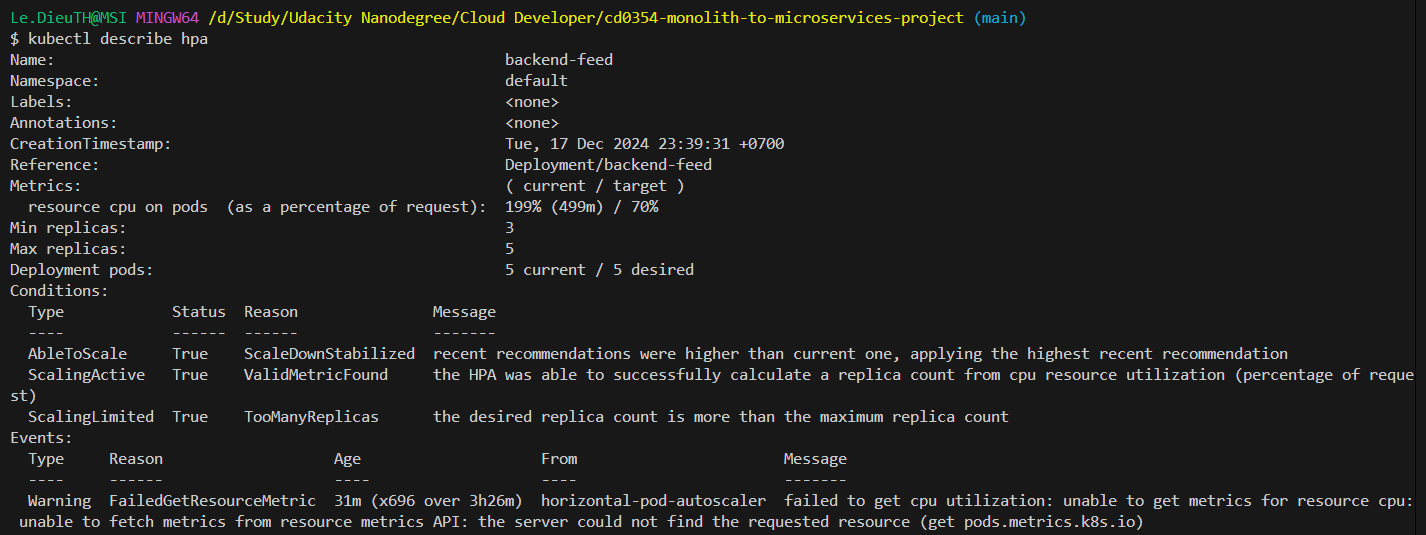 Le.DieuTH@MSI MINGW64 /d/Study/Udacity Nanodegree/Cloud Developer/cd0354-monolith-to-microservices-project (main)
$ kubectl describe hpa
Name:                                                  backend-feed
Namespace:                                             default
Labels:                                                <none>
Annotations:                                           <none>
CreationTimestamp:                                     Tue, 17 Dec 2024 23:39:31 +0700
Reference:                                             Deployment/backend-feed
Metrics:                                               ( current / target )
  resource cpu on pods  (as a percentage of request):  199% (499m) / 70%
Min replicas:                                          3
Max replicas:                                          5
Deployment pods:                                       5 current / 5 desired
Conditions:
  Type            Status  Reason               Message
  ----            ------  ------               -------
  AbleToScale     True    ScaleDownStabilized  recent recommendations were higher than current one, applying the highest recent recommendation
  ScalingActive   True    ValidMetricFound     the HPA was able to successfully calculate a replica count from cpu resource utilization (percentage of reque
st)
  ScalingLimited  True    TooManyReplicas      the desired replica count is more than the maximum replica count
Events:
  Type     Reason                   Age                    From                       Message
  ----     ------                   ----                   ----                       -------
  Warning  FailedGetResourceMetric  31m (x696 over 3h26m)  horizontal-pod-autoscaler  failed to get cpu utilization: unable to get metrics for resource cpu:
 unable to fetch metrics from resource metrics API: the server could not find the requested resource (get pods.metrics.k8s.io)